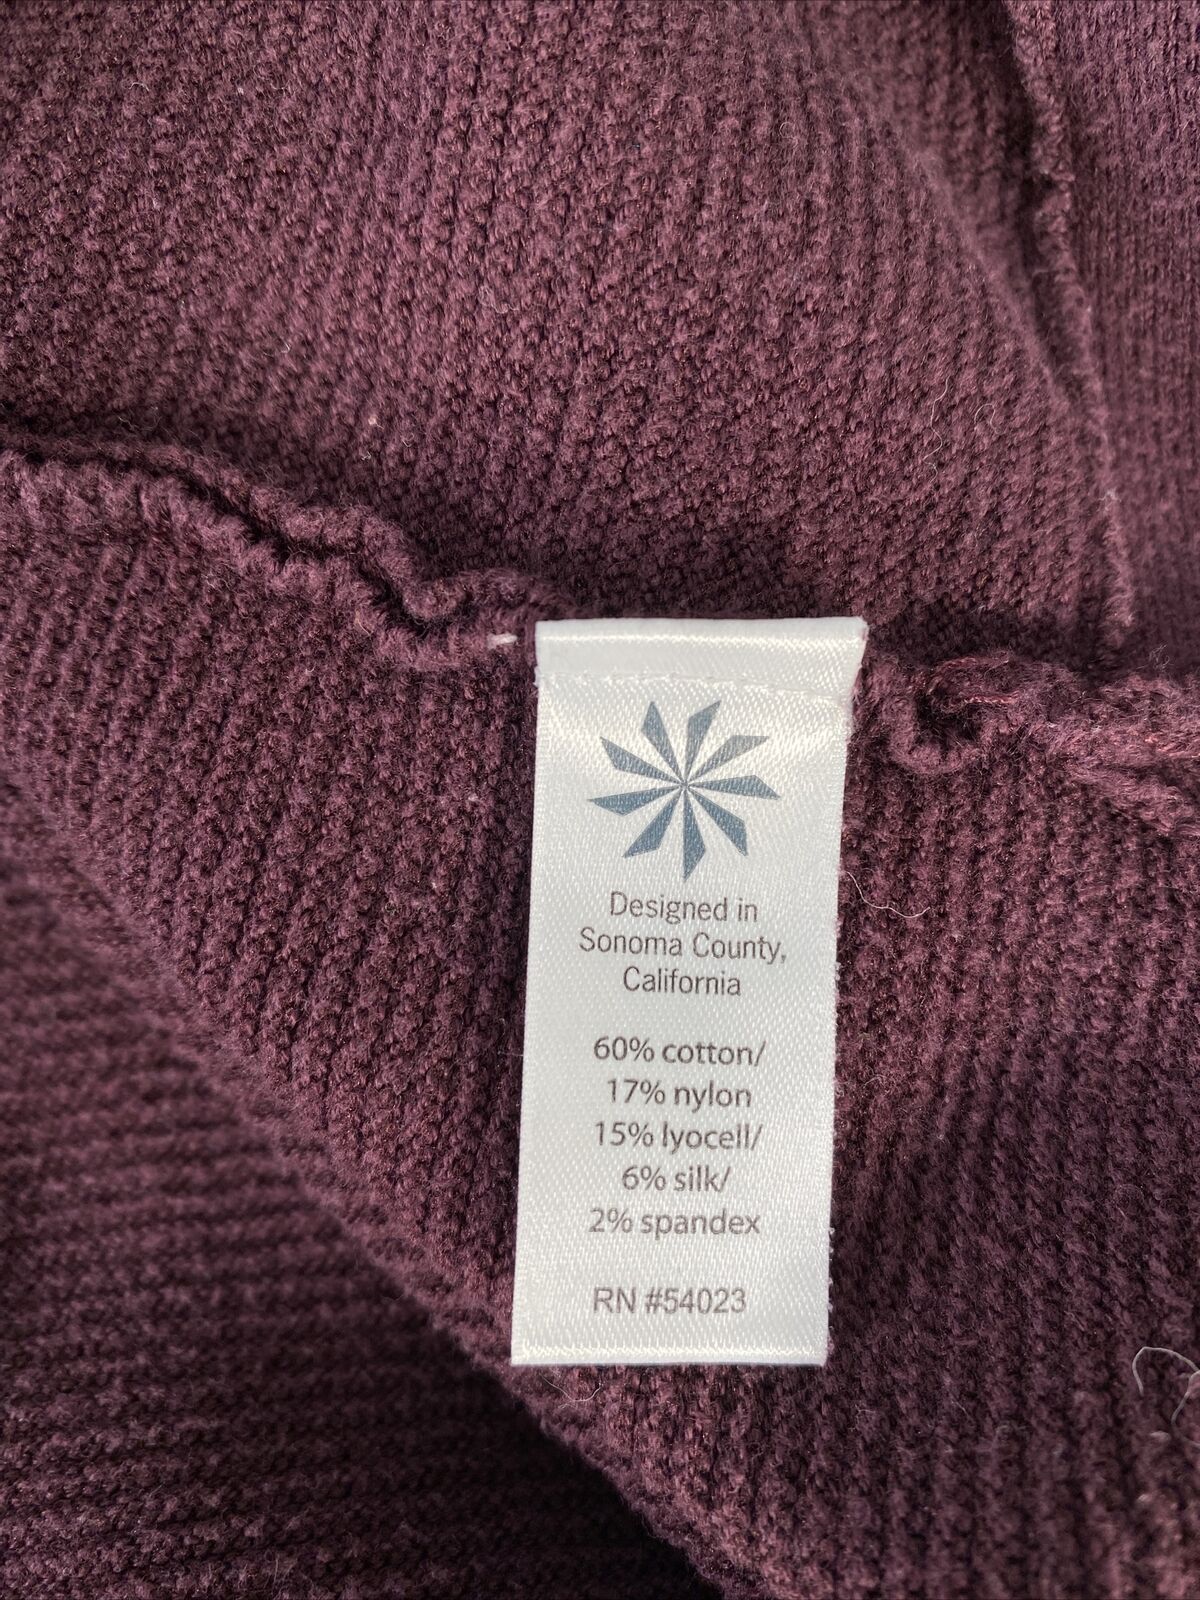 Designed in
Sonoma County,
California
60% cotton/
17% nylon
15% lyocell/
6% silk/
2% spandex
RN #54023